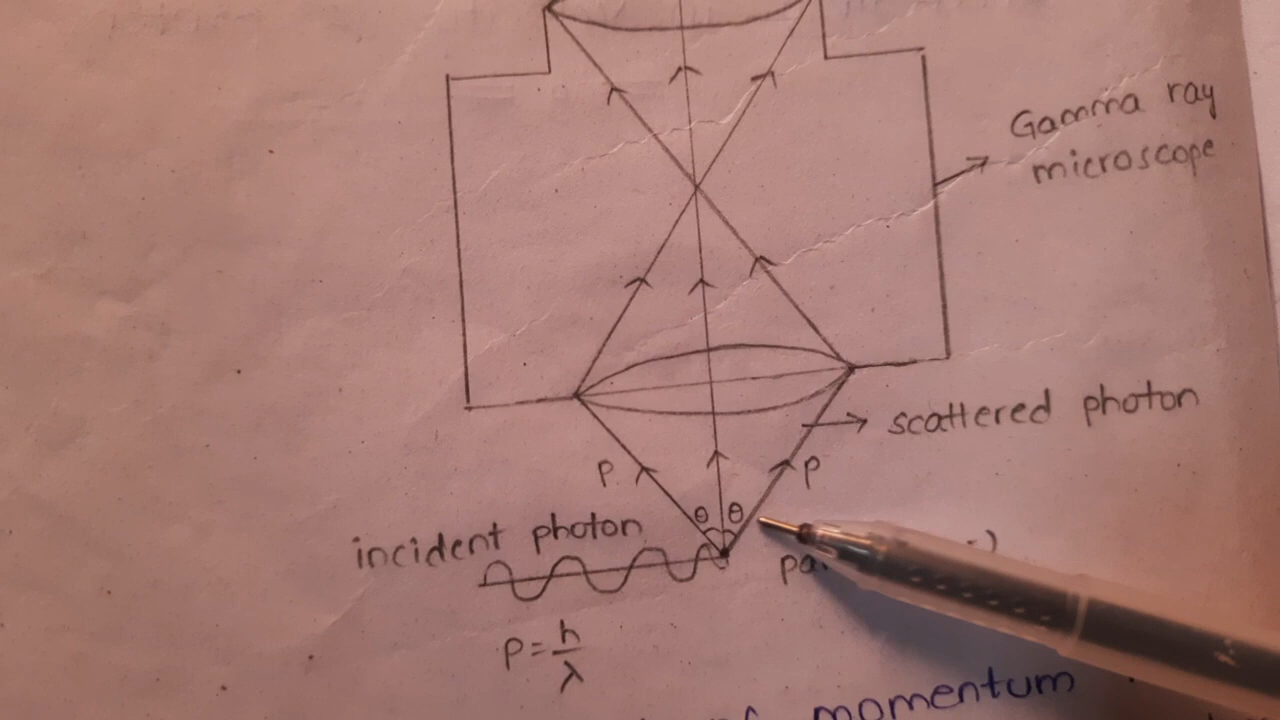 Gamma ray
microscope
scattered photon
P
P
θ
θ
incident photon
P = h/λ
momentum